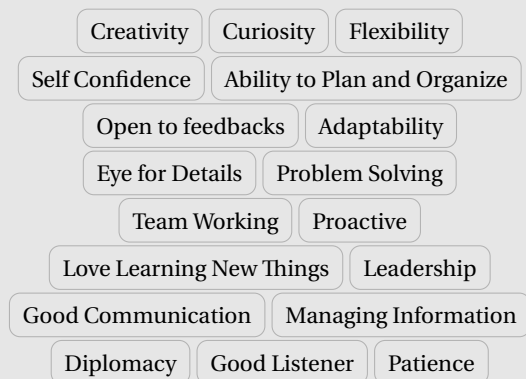 Creativity Curiosity Flexibility
Self Confidence Ability to Plan and Organize
Open to feedbacks Adaptability
Eye for Details Problem Solving
Team Working Proactive
Love Learning New Things Leadership
Good Communication Managing Information
Diplomacy Good Listener Patience